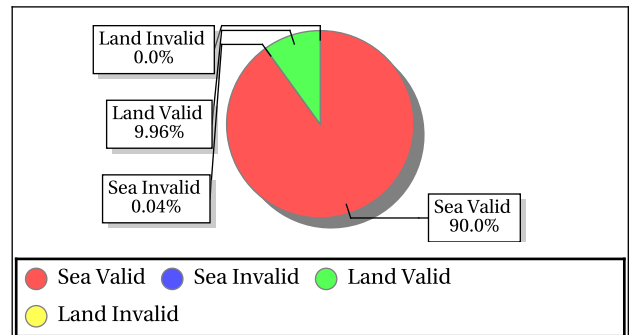 Land Invalid
0.0%
Land Valid
9.96%
Sea Invalid
0.04%
Sea Valid
90.0%
Sea Valid
Sea Invalid
Land Valid
Land Invalid